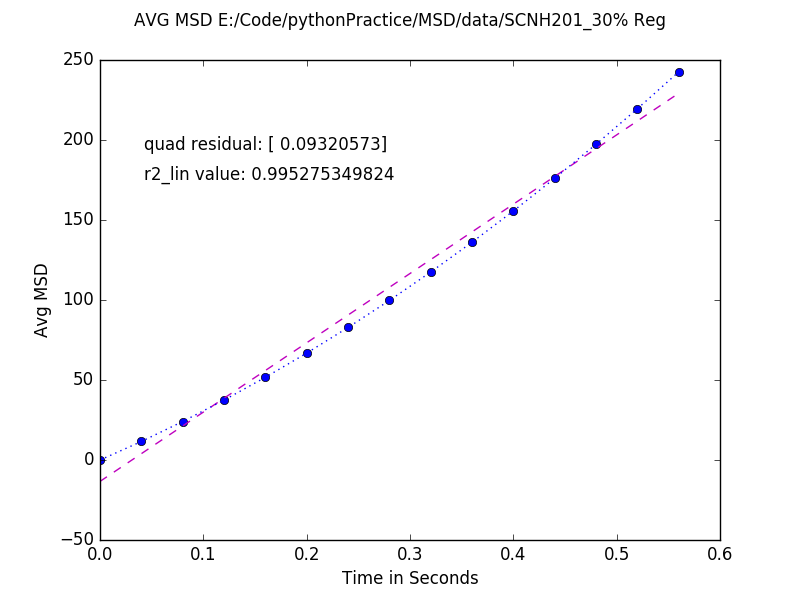 AVG MSD E:/Code/pythonPractice/MSD/data/SCNH201_30% Reg
250
200
150
100
50
0
−50
quad residual: [ 0.09320573]
r2_lin value: 0.995275349824
Avg MSD
0.0 0.1 0.2 0.3 0.4 0.5 0.6
Time in Seconds